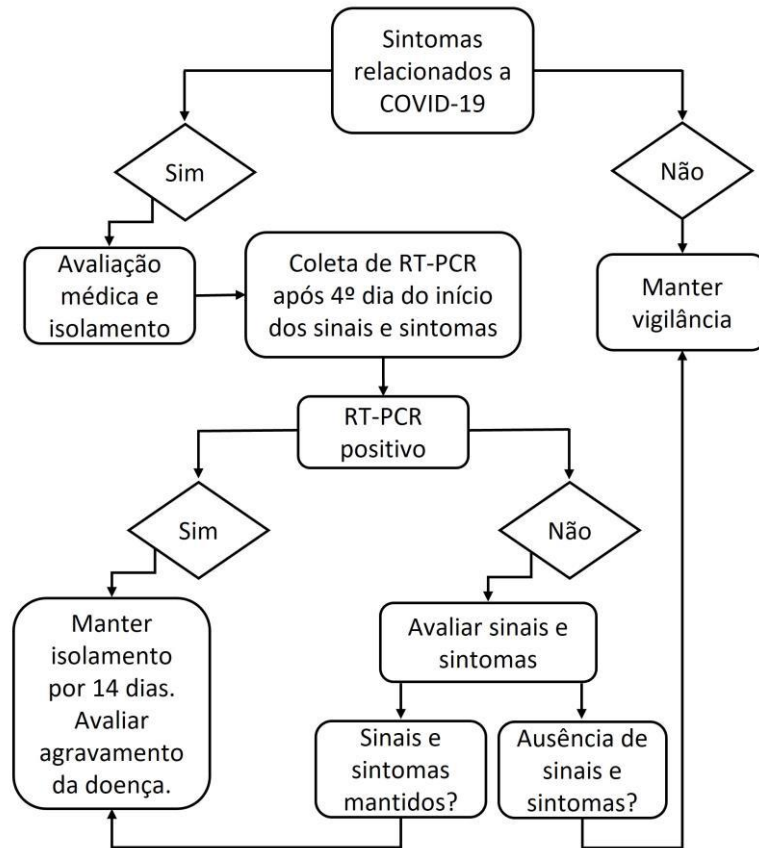 Sintomas
relacionados a
COVID-19
Sim
Não
Avaliação
médica e
isolamento
Coleta de RT-PCR
após 4º dia do início
dos sinais e sintomas
Manter
vigilância
RT-PCR
positivo
Sim
Não
Manter
isolamento
por 14 dias.
Avaliar
agravamento
da doença.
Avaliar sinais e
sintomas
Sinais e
sintomas
mantidos?
Ausência de
sinais e
sintomas?